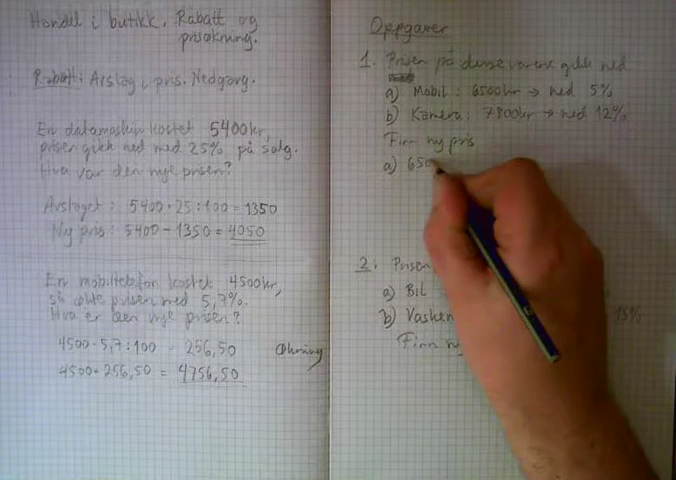 Handel i butikk. Rabatt og
prisøkning.
Rabatt: Avslag i pris. Nedgang.
En datamaskin kostet 5400kr,
prisen gikk ned med 25% på salg.
Hva var den nye prisen?
Avslaget: 5400 · 25 : 100 = 1350
Ny pris: 5400 - 1350 = 4050
En mobiltelefon kostet 4500kr,
så økte prisen med 5,7%.
Hva er den nye prisen?
4500 · 5,7 : 100 = 256,50 Økning
4500 + 256,50 = 4756,50
Oppgaver
1. Prisen på disse varene gikk ned
a) Mobil : 6500kr → ned 5%
b) Kamera : 7800kr → ned 12%
Finn ny pris
a) 650
2. Prisen
a) Bil
b) Vaskem 15%
Finn ny